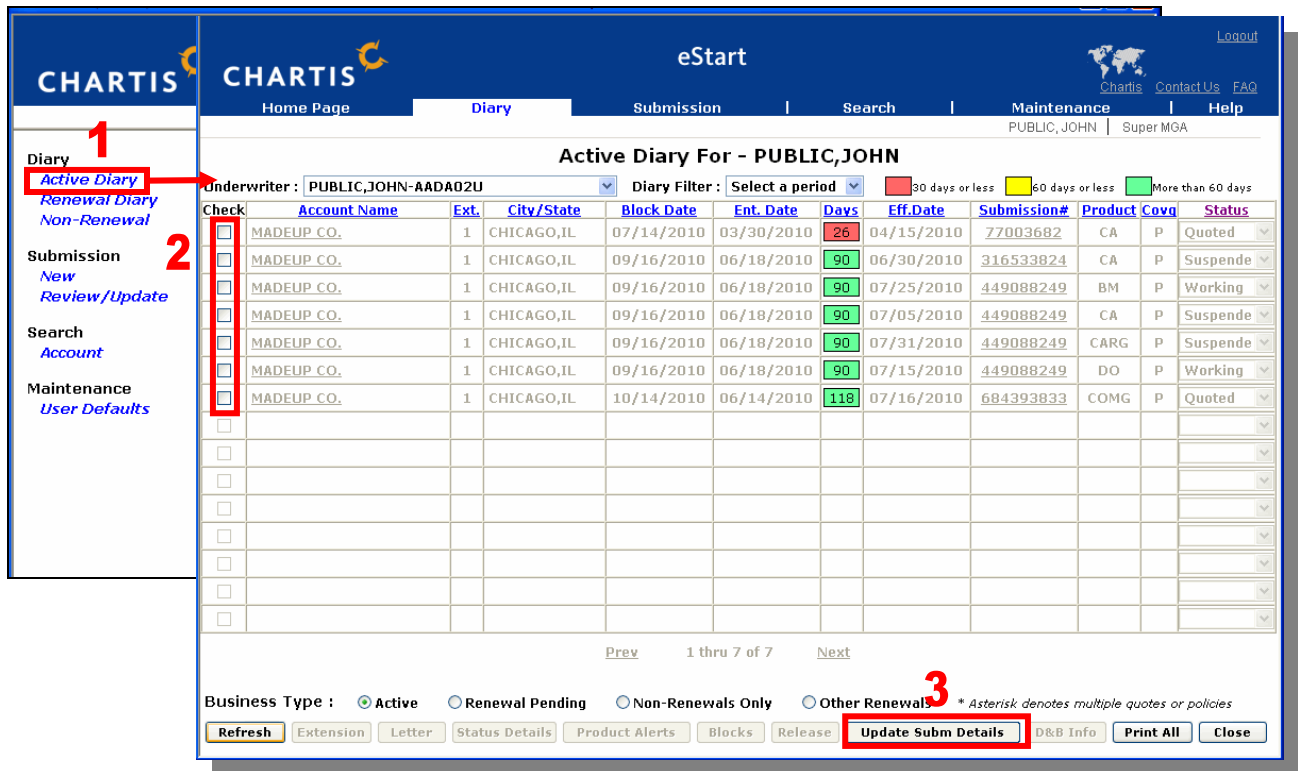 CHARTIS
CHARTIS
eStart
Logout
Chartis Contact Us FAQ
Home Page Diary Submission | Search | Maintenance | Help
PUBLIC, JOHN | Super MGA
1
Diary
Active Diary
Renewal Diary
Non-Renewal
2
Submission
New
Review/Update
Search
Account
Maintenance
User Defaults
Active Diary For - PUBLIC,JOHN
Underwriter : PUBLIC,JOHN-AADA02U Diary Filter : Select a period 30 days or less 60 days or less More than 60 days
Check Account Name Ext. City/State Block Date Ent. Date Days Eff.Date Submission# Product Covg Status
MADEUP CO. 1 CHICAGO,IL 07/14/2010 03/30/2010 26 04/15/2010 77003682 CA P Quoted
MADEUP CO. 1 CHICAGO,IL 09/16/2010 06/18/2010 90 06/30/2010 316533824 CA P Suspende
MADEUP CO. 1 CHICAGO,IL 09/16/2010 06/18/2010 90 07/25/2010 449088249 BM P Working
MADEUP CO. 1 CHICAGO,IL 09/16/2010 06/18/2010 90 07/05/2010 449088249 CA P Suspende
MADEUP CO. 1 CHICAGO,IL 09/16/2010 06/18/2010 90 07/31/2010 449088249 CARG P Suspende
MADEUP CO. 1 CHICAGO,IL 09/16/2010 06/18/2010 90 07/15/2010 449088249 DO P Working
MADEUP CO. 1 CHICAGO,IL 10/14/2010 06/14/2010 118 07/16/2010 684393833 COMG P Quoted
Prev 1 thru 7 of 7 Next
3
Business Type : Active Renewal Pending Non-Renewals Only Other Renewals * Asterisk denotes multiple quotes or policies
Refresh Extension Letter Status Details Product Alerts Blocks Release Update Subm Details D&B Info Print All Close